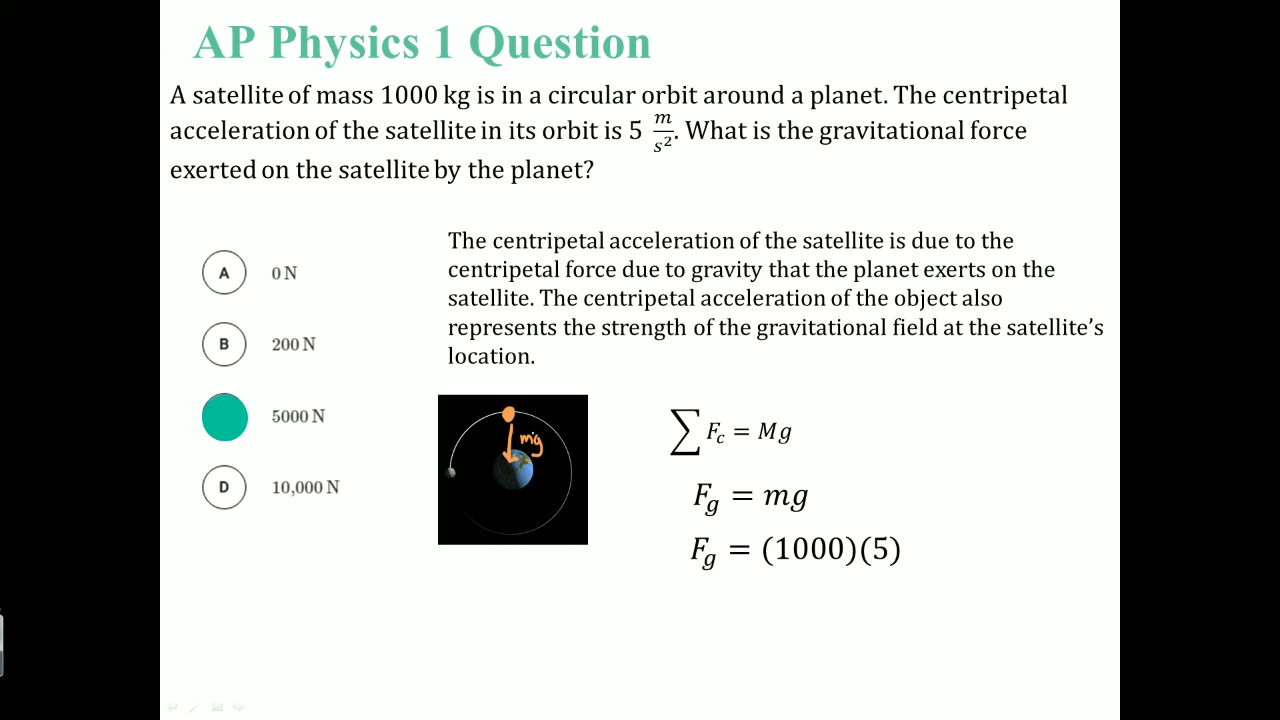 AP Physics 1 Question
A satellite of mass 1000 kg is in a circular orbit around a planet. The centripetal
acceleration of the satellite in its orbit is 5 m/s². What is the gravitational force
exerted on the satellite by the planet?
A 0 N
B 200 N
5000 N
D 10,000 N
The centripetal acceleration of the satellite is due to the
centripetal force due to gravity that the planet exerts on the
satellite. The centripetal acceleration of the object also
represents the strength of the gravitational field at the satellite’s
location.
mg
∑ F_c = Mg
F_g = mg
F_g = (1000)(5)